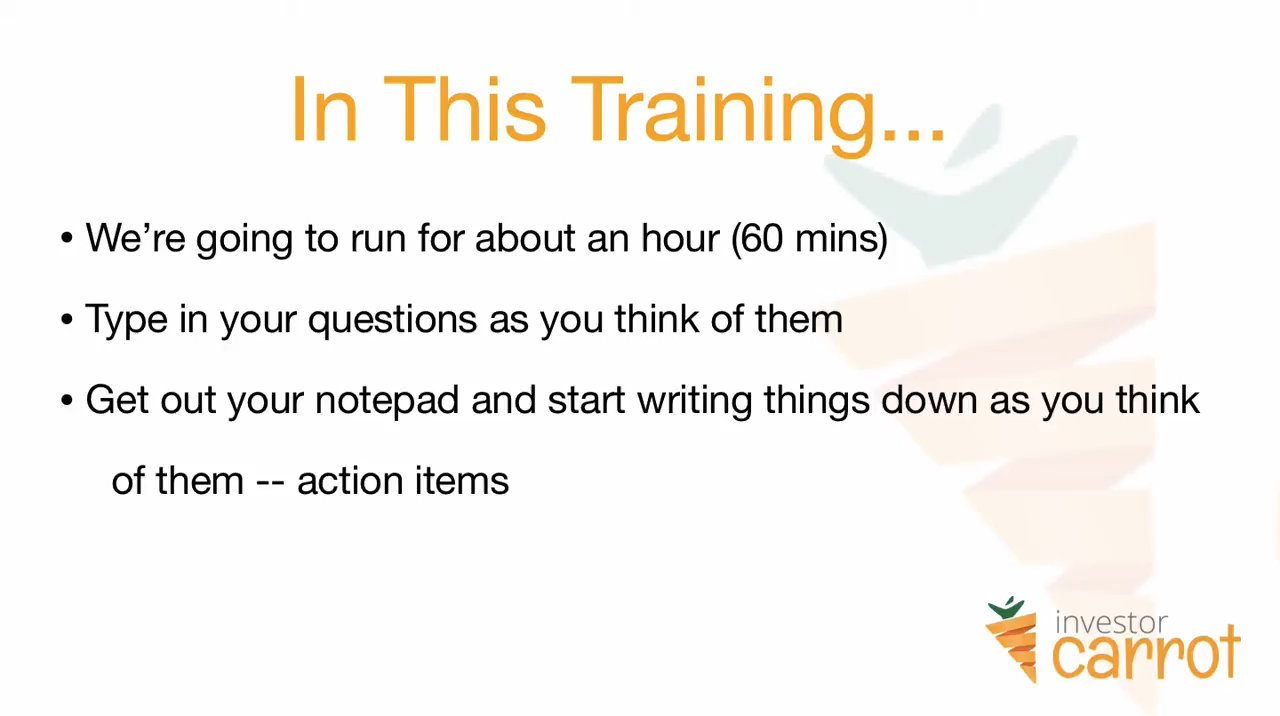 In This Training...
• We're going to run for about an hour (60 mins)
• Type in your questions as you think of them
• Get out your notepad and start writing things down as you think
of them -- action items
investor
carrot